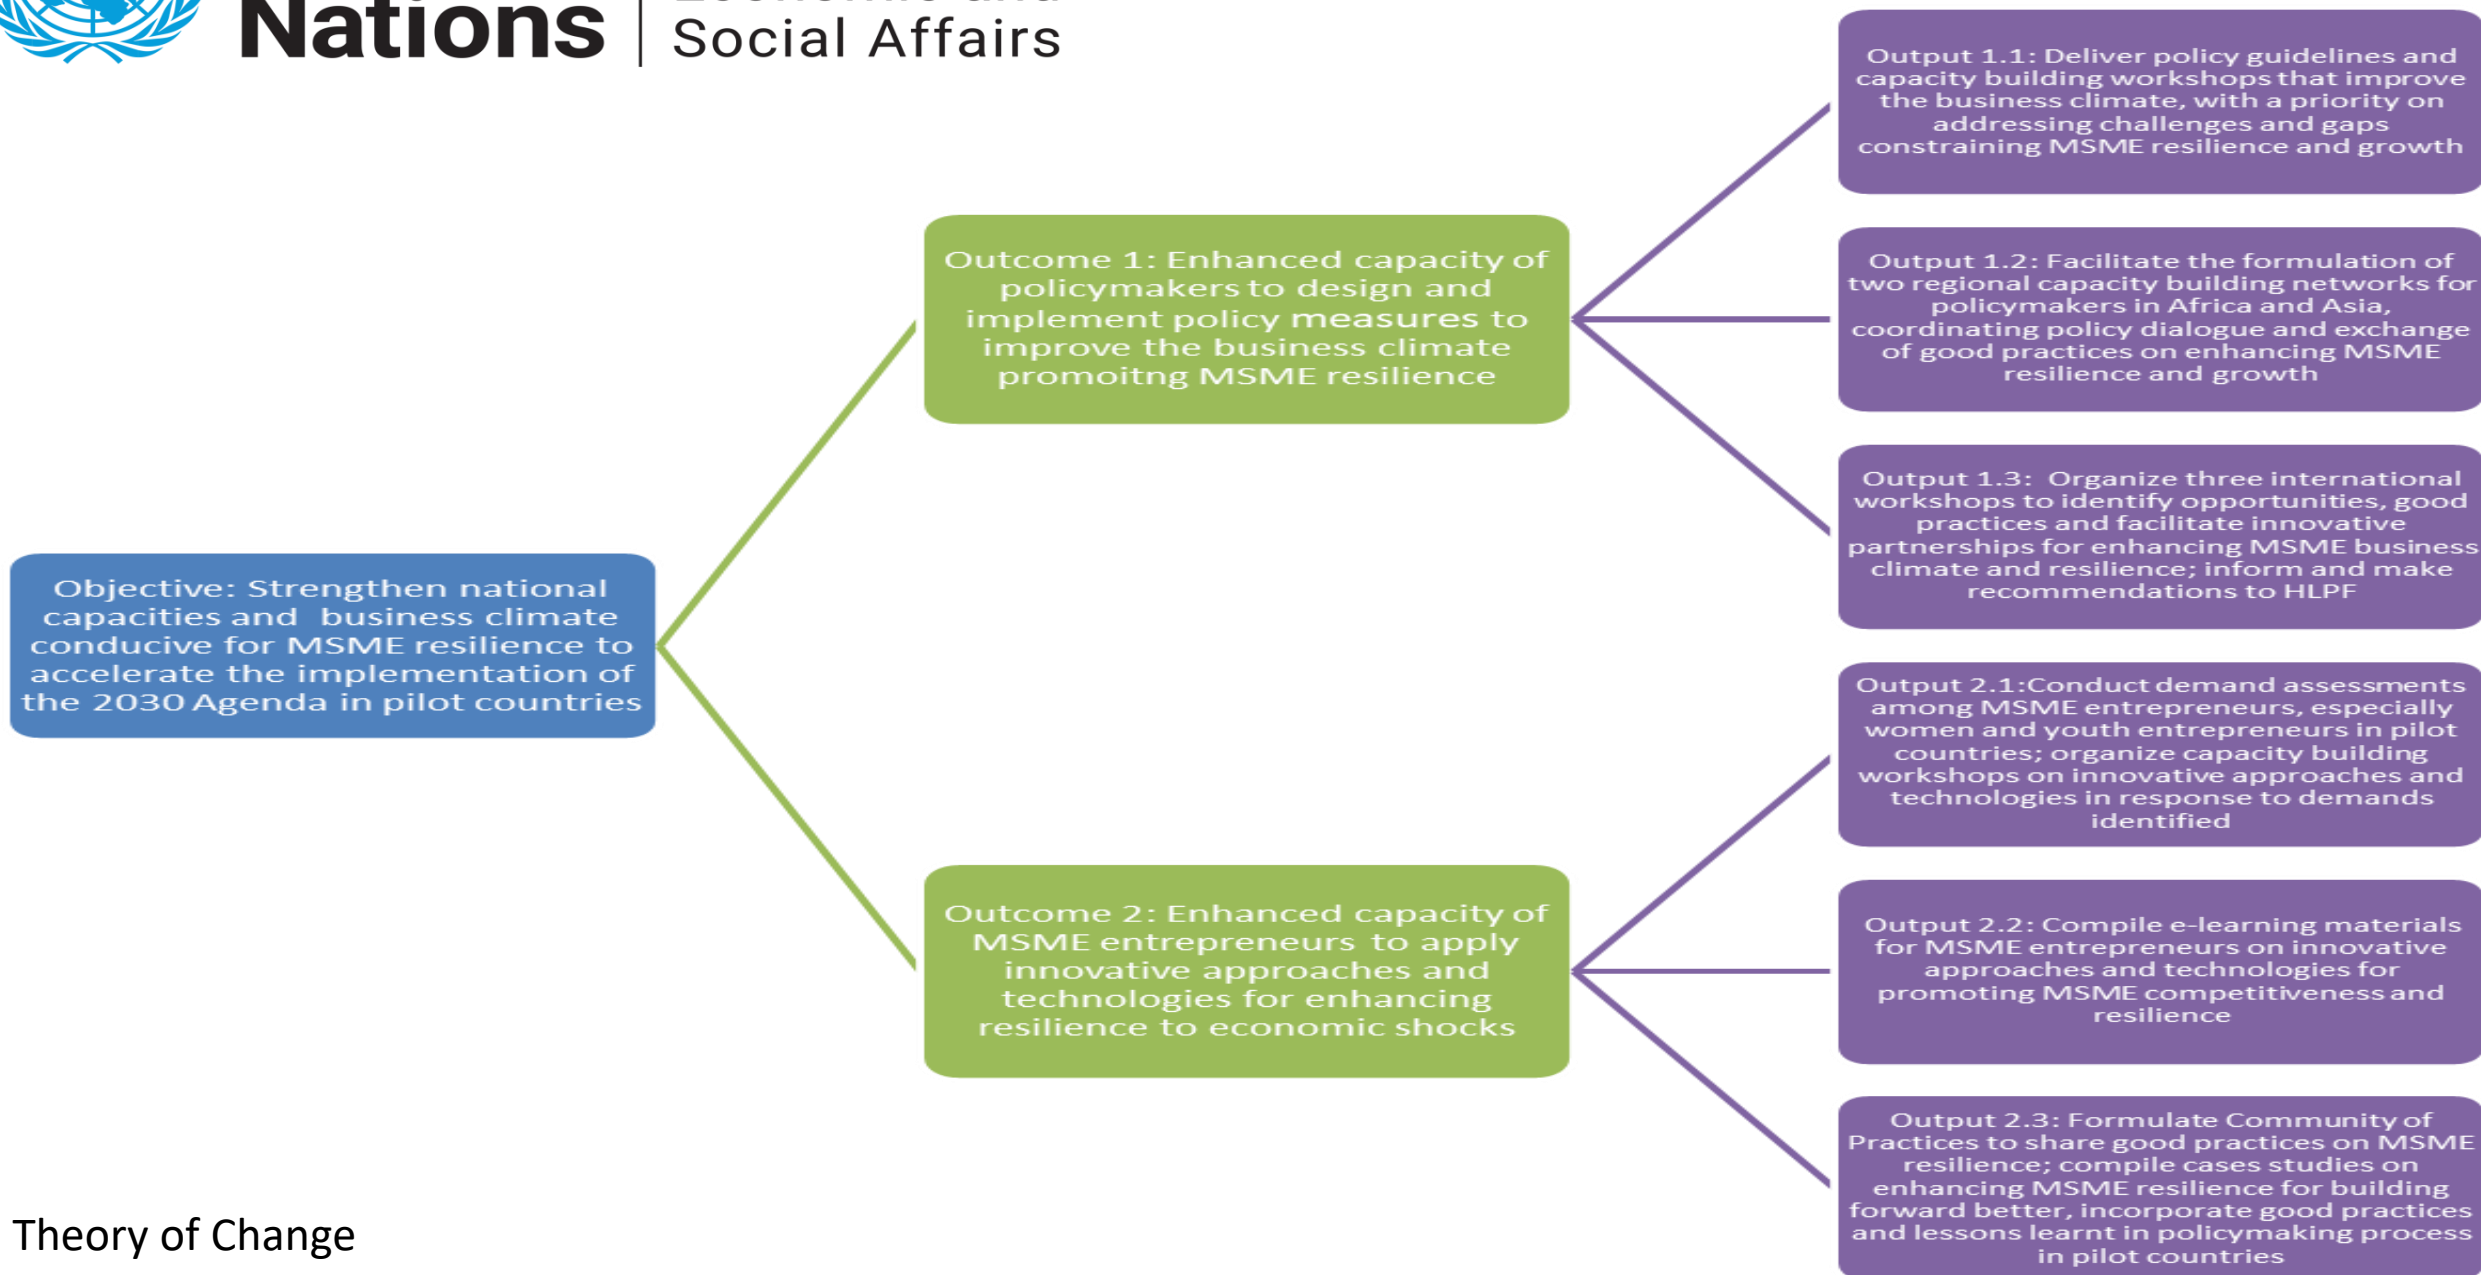 Nations
Economic and
Social Affairs
Objective: Strengthen national
capacities and business climate
conducive for MSME resilience to
accelerate the implementation of
the 2030 Agenda in pilot countries
Outcome 1: Enhanced capacity of
policymakers to design and
implement policy measures to
improve the business climate
promoitng MSME resilience
Output 1.1: Deliver policy guidelines and
capacity building workshops that improve
the business climate, with a priority on
addressing challenges and gaps
constraining MSME resilience and growth
Output 1.2: Facilitate the formulation of
two regional capacity building networks for
policymakers in Africa and Asia,
coordinating policy dialogue and exchange
of good practices on enhancing MSME
resilience and growth
Output 1.3: Organize three international
workshops to identify opportunities, good
practices and facilitate innovative
partnerships for enhancing MSME business
climate and resilience; inform and make
recommendations to HLPF
Outcome 2: Enhanced capacity of
MSME entrepreneurs to apply
innovative approaches and
technologies for enhancing
resilience to economic shocks
Output 2.1:Conduct demand assessments
among MSME entrepreneurs, especially
women and youth entrepreneurs in pilot
countries; organize capacity building
workshops on innovative approaches and
technologies in response to demands
identified
Output 2.2: Compile e-learning materials
for MSME entrepreneurs on innovative
approaches and technologies for
promoting MSME competitiveness and
resilience
Output 2.3: Formulate Community of
Practices to share good practices on MSME
resilience; compile cases studies on
enhancing MSME resilience for building
forward better, incorporate good practices
and lessons learnt in policymaking process
in pilot countries
Theory of Change